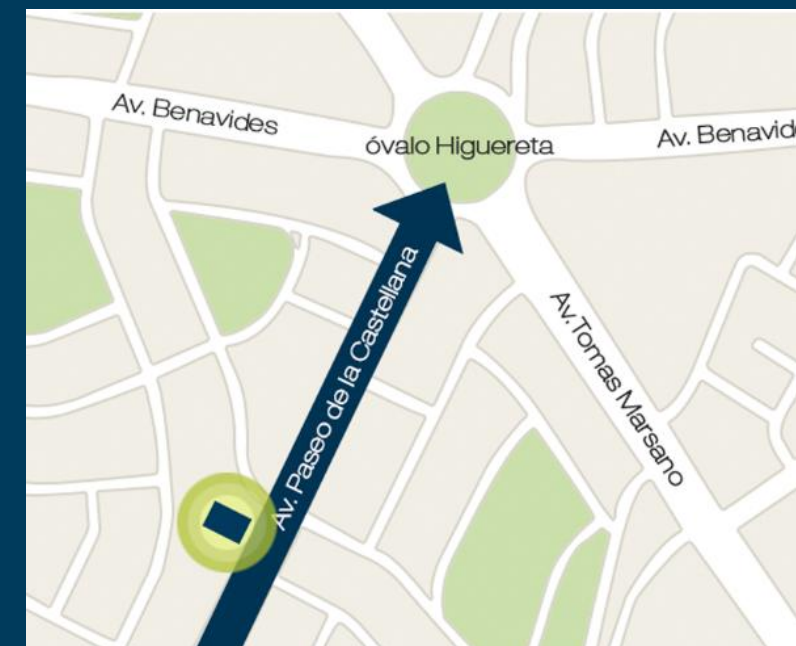 Av. Benavides
óvalo Higuereta
Av. Benavid
Av. Paseo de la Castellana
Av.Tomas Marsano